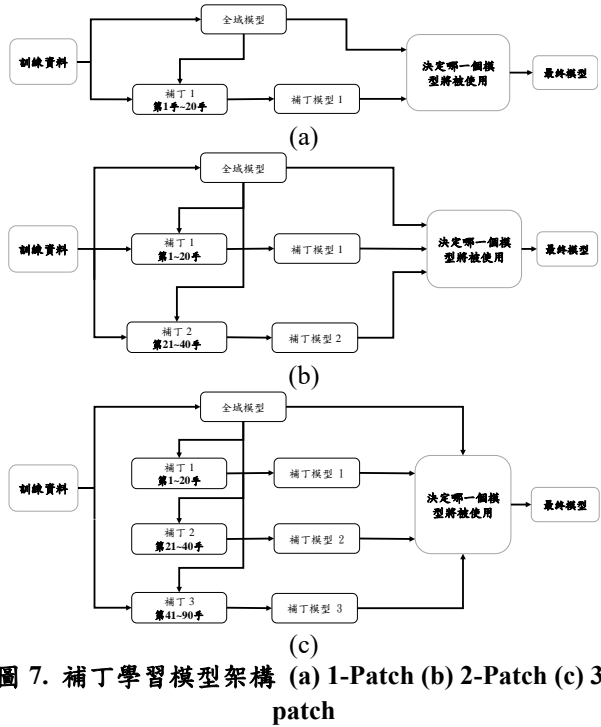 全域模型
訓練資料
補丁 1
第1手~20手
補丁模型 1
決定哪一個模
型將被使用
最終模型
(a)
全域模型
訓練資料
補丁 1
第1~20手
補丁模型 1
補丁 2
第21~40手
補丁模型 2
決定哪一個模
型將被使用
最終模型
(b)
全域模型
訓練資料
補丁 1
第1~20手
補丁模型 1
補丁 2
第21~40手
補丁模型 2
補丁 3
第41~90手
補丁模型 3
決定哪一個模
型將被使用
最終模型
(c)
圖 7. 補丁學習模型架構 (a) 1-Patch (b) 2-Patch (c) 3
patch